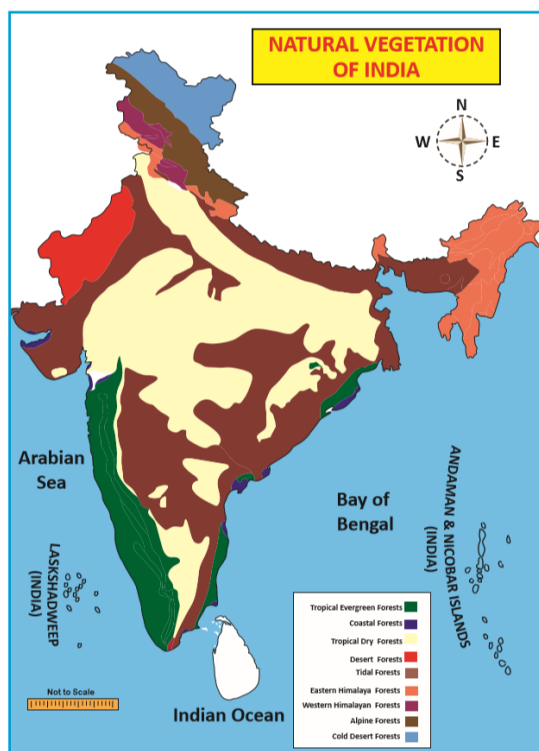 NATURAL VEGETATION
OF INDIA
N
W
E
S
Arabian
Sea
Bay of
Bengal
LASKSHADWEEP
(INDIA)
ANDAMAN & NICOBAR ISLANDS
(INDIA)
Tropical Evergreen Forests
Coastal Forests
Tropical Dry Forests
Desert Forests
Tidal Forests
Eastern Himalaya Forests
Western Himalayan Forests
Alpine Forests
Cold Desert Forests
Not to Scale
Indian Ocean